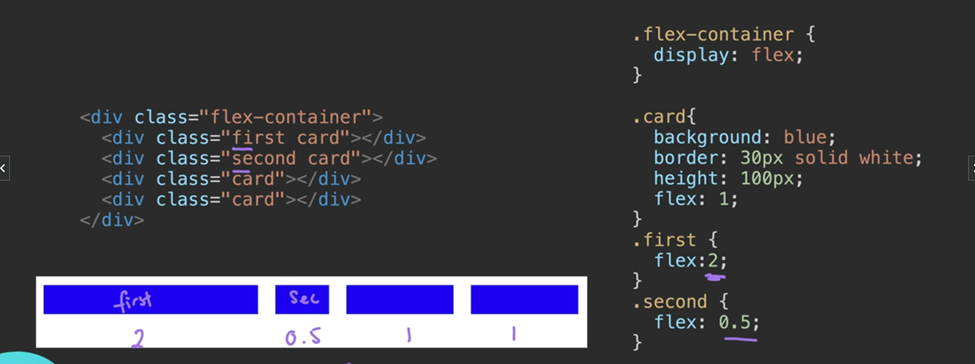 <div class="flex-container">
<div class="first card"></div>
<div class="second card"></div>
<div class="card"></div>
<div class="card"></div>
</div>
first
Sec
2
0.5
1
1
.flex-container {
display: flex;
}
.card{
background: blue;
border: 30px solid white;
height: 100px;
flex: 1;
}
.first {
flex:2;
}
.second {
flex: 0.5;
}